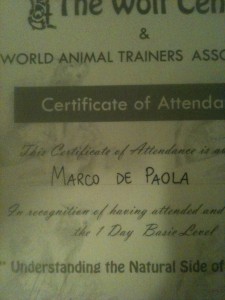 The Wolf Cen
&
WORLD ANIMAL TRAINERS ASSO
Certificate of Attenda
This Certificate of Attendance is aw
MARCO DE PAOLA
In recognition of having attended and
the 1 Day Basic Level
" Understanding the Natural Side of